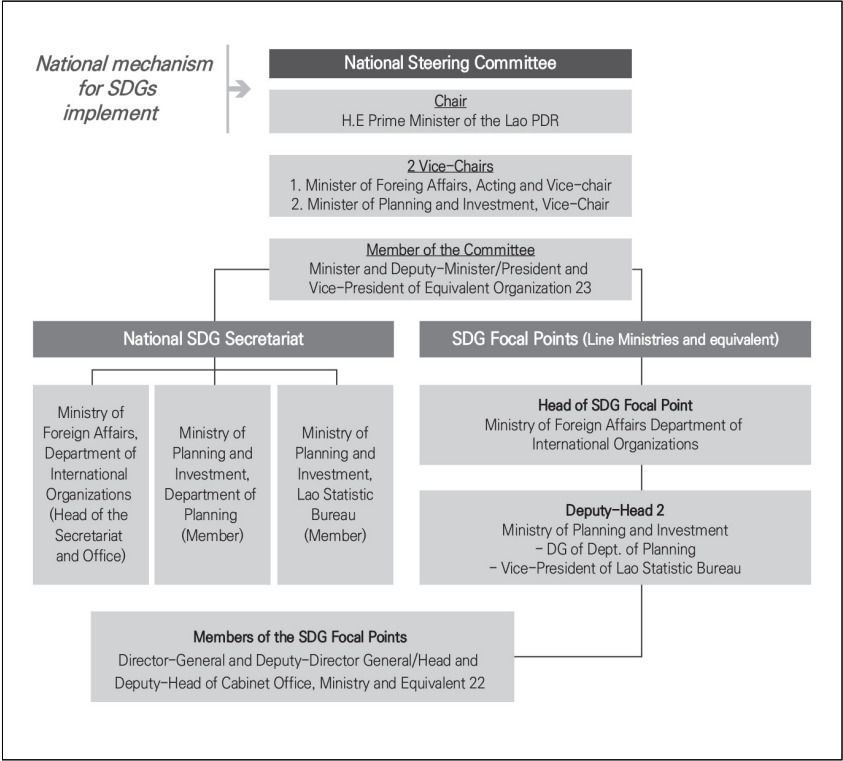 National mechanism
for SDGs
implement
National Steering Committee
Chair
H.E Prime Minister of the Lao PDR
2 Vice-Chairs
1. Minister of Foreing Affairs, Acting and Vice-chair
2. Minister of Planning and Investment, Vice-Chair
Member of the Committee
Minister and Deputy-Minister/President and
Vice-President of Equivalent Organization 23
National SDG Secretariat
Ministry of
Foreign Affairs,
Department of
International
Organizations
(Head of the
Secretariat
and Office)
Ministry of
Planning and
Investment,
Department of
Planning
(Member)
Ministry of
Planning and
Investment,
Lao Statistic
Bureau
(Member)
SDG Focal Points (Line Ministries and equivalent)
Head of SDG Focal Point
Ministry of Foreign Affairs Department of
International Organizations
Deputy-Head 2
Ministry of Planning and Investment
- DG of Dept. of Planning
- Vice-President of Lao Statistic Bureau
Members of the SDG Focal Points
Director-General and Deputy-Director General/Head and
Deputy-Head of Cabinet Office, Ministry and Equivalent 22